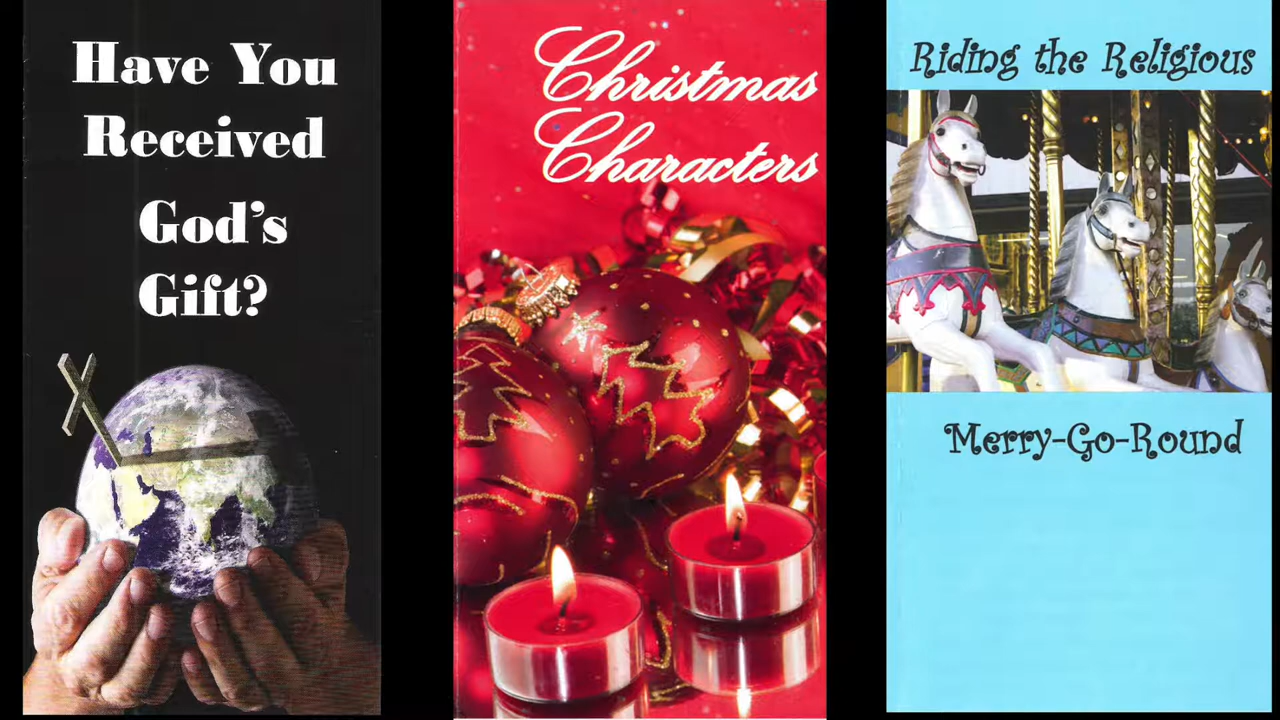 Have You
Received
God's
Gift?
Christmas
Characters
Riding the Religious
Merry-Go-Round